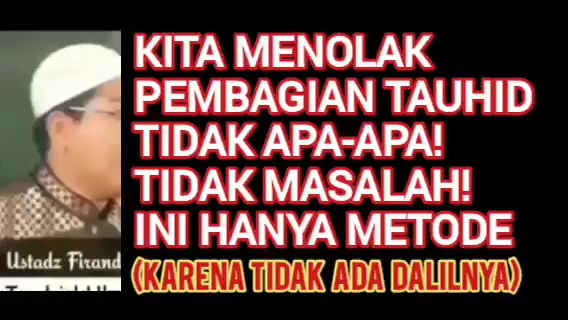 KITA MENOLAK
PEMBAGIAN TAUHID
TIDAK APA-APA!
TIDAK MASALAH!
INI HANYA METODE
(KARENA TIDAK ADA DALILNYA)
Ustadz Firand